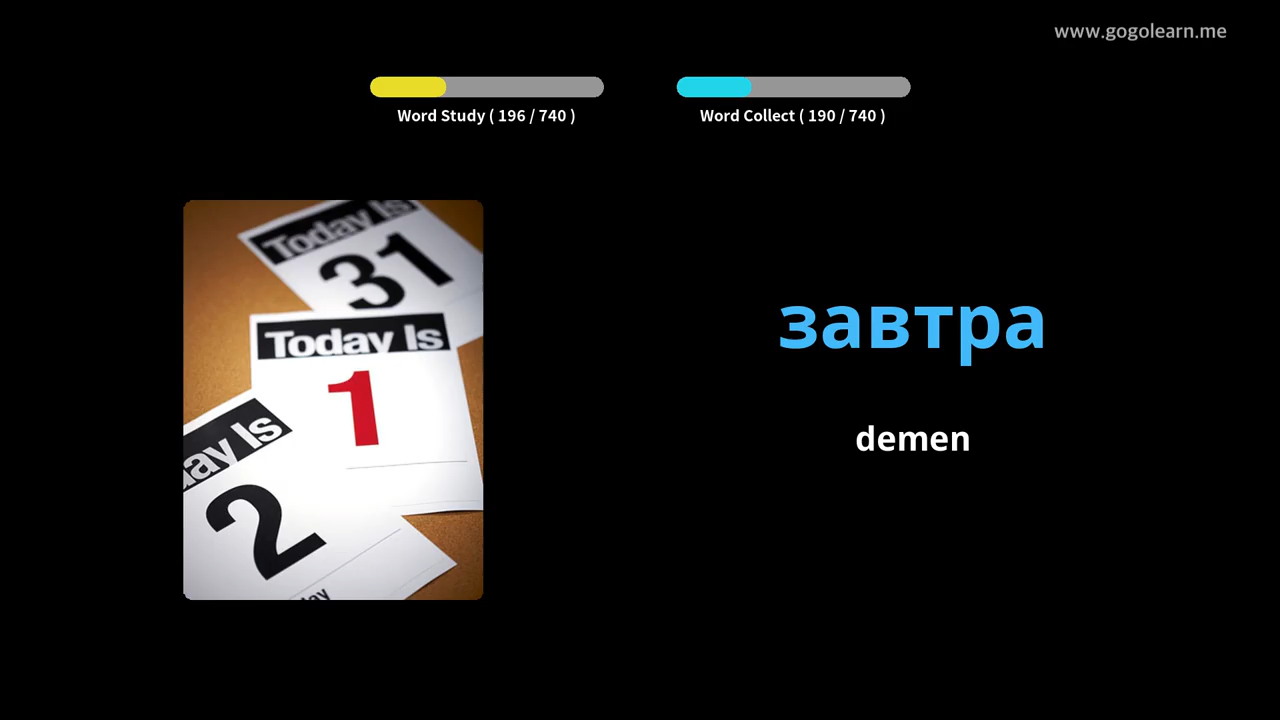 www.gogolearn.me
Word Study ( 196 / 740 )
Word Collect ( 190 / 740 )
Today Is
31
Today Is
1
ay Is
2
ay
завтра
demen